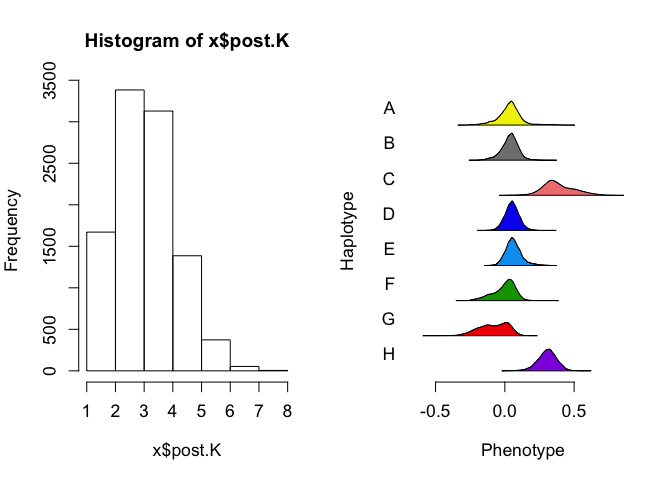 Histogram of x$post.K
Frequency
0
500
1500
2500
3500
1 2 3 4 5 6 7 8
x$post.K
Haplotype
A
B
C
D
E
F
G
H
-0.5 0.0 0.5
Phenotype